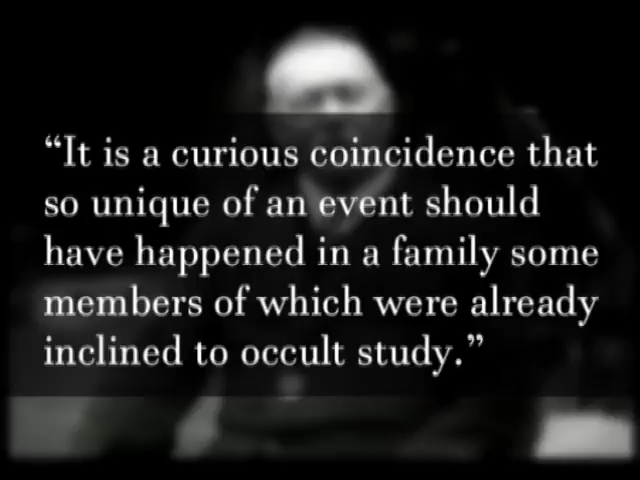 “It is a curious coincidence that
so unique of an event should
have happened in a family some
members of which were already
inclined to occult study.”